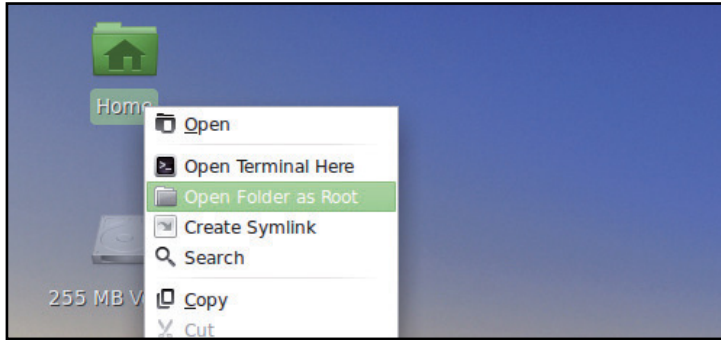 Home
Open
Open Terminal Here
Open Folder as Root
Create Symlink
Search
255 MB
Copy
Cut